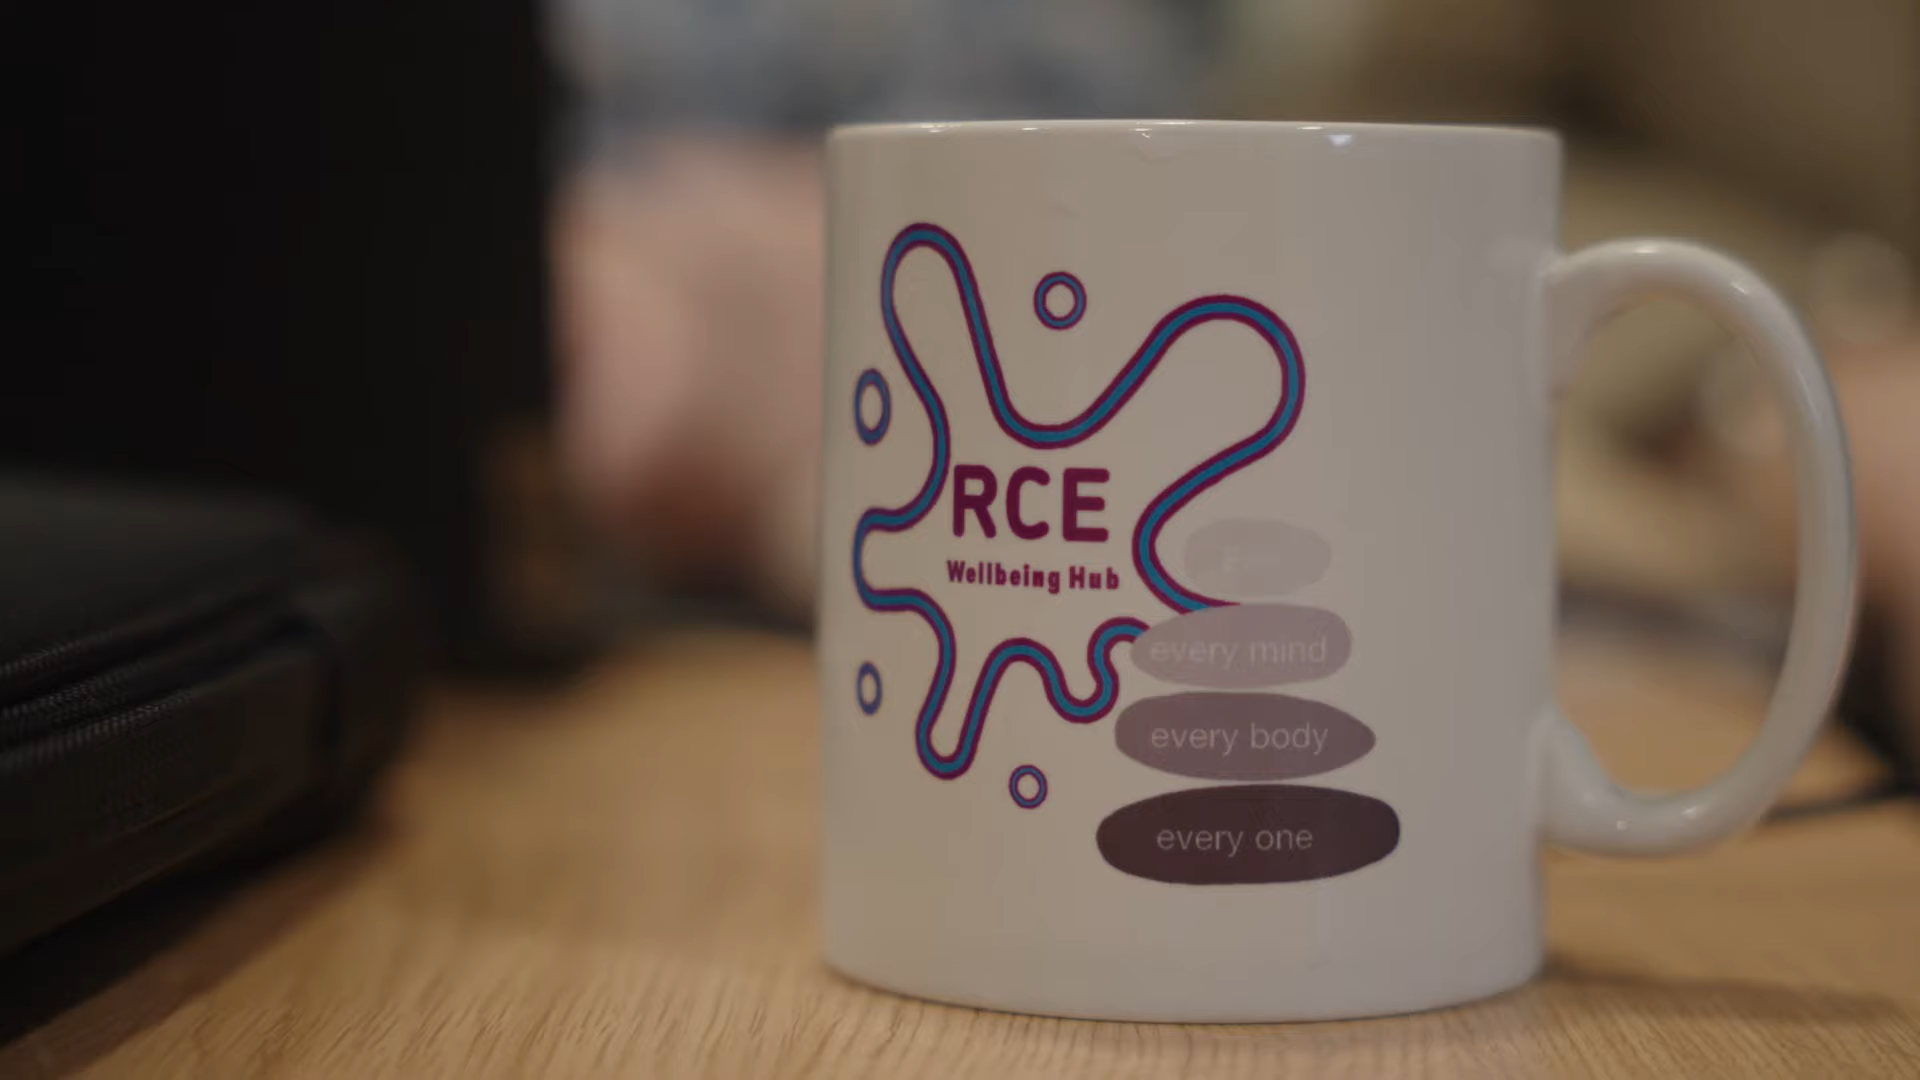 RCE
Wellbeing Hub
every mind
every body
every one